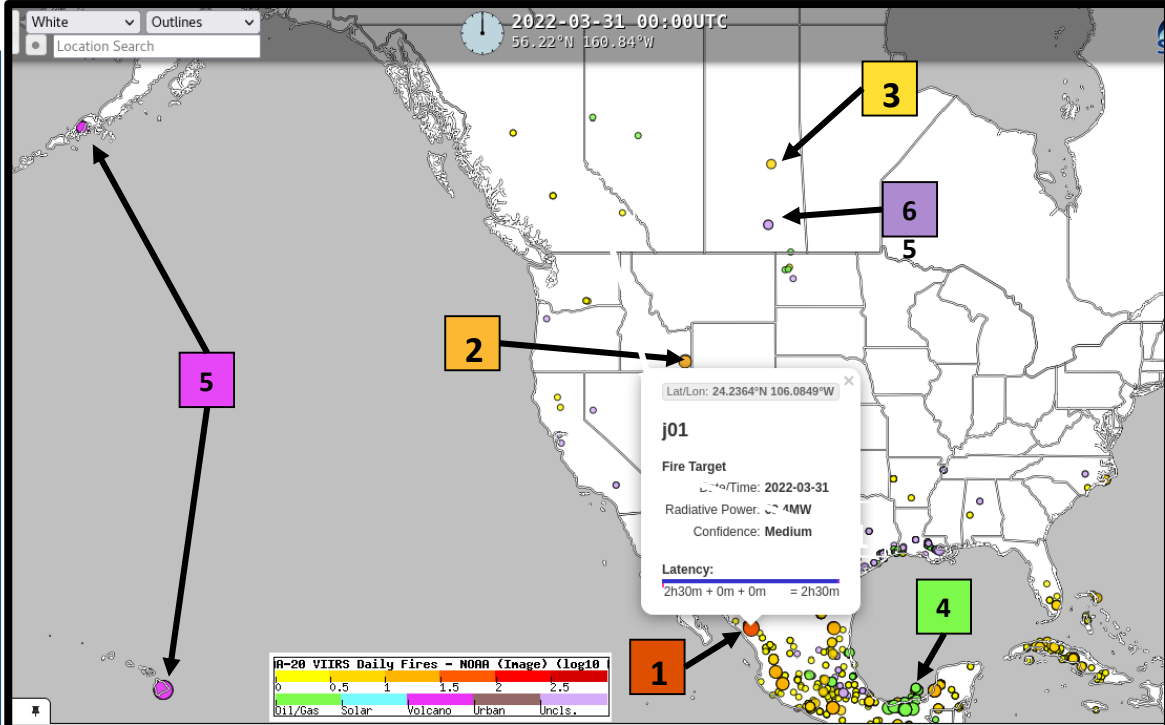 White
Outlines
2022-03-31 00:00UTC
Location Search
56.22°N 160.84°W
3
6
5
2
5
Lat/Lon: 24.2364°N 106.0849°W
×
j01
Fire Target
Date/Time: 2022-03-31
Radiative Power: 4MW
Confidence: Medium
Latency:
2h30m + 0m + 0m = 2h30m
4
1
A-20 VIIRS Daily Fires - NOAA (Image) (log10
0 0.5 1 1.5 2 2.5
Oil/Gas Solar Volcano Urban Uncls.